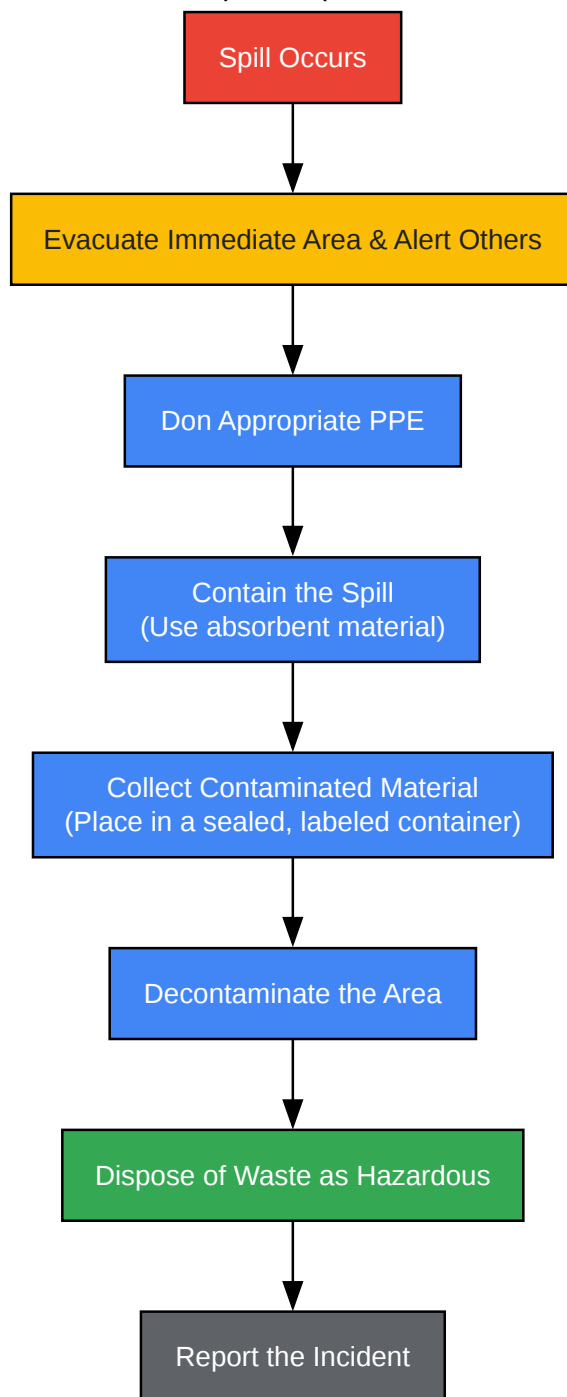 Spill Occurs
Evacuate Immediate Area & Alert Others
Don Appropriate PPE
Contain the Spill
(Use absorbent material)
Collect Contaminated Material
(Place in a sealed, labeled container)
Decontaminate the Area
Dispose of Waste as Hazardous
Report the Incident